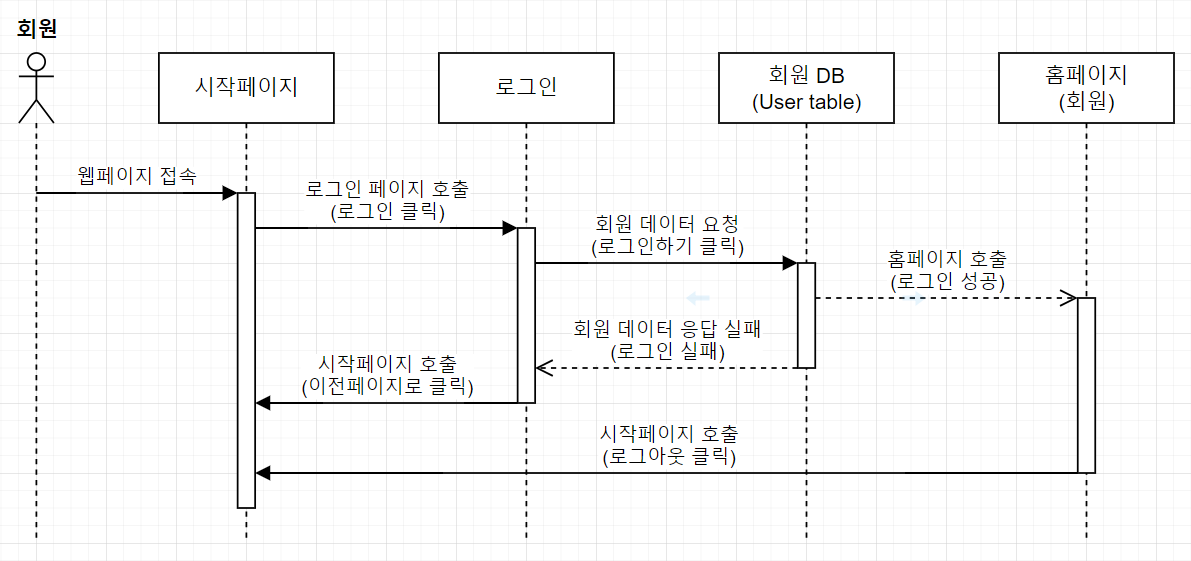 회원
시작페이지
로그인
회원 DB
(User table)
홈페이지
(회원)
웹페이지 접속
로그인 페이지 호출
(로그인 클릭)
회원 데이터 요청
(로그인하기 클릭)
홈페이지 호출
(로그인 성공)
회원 데이터 응답 실패
(로그인 실패)
시작페이지 호출
(이전페이지로 클릭)
시작페이지 호출
(로그아웃 클릭)